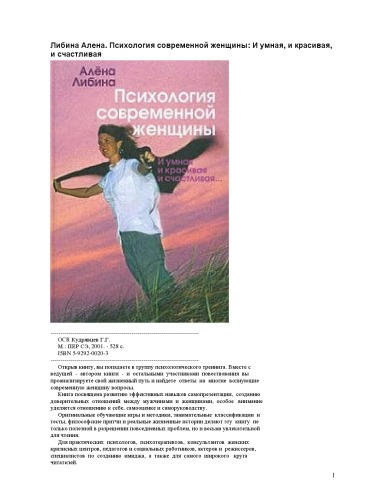 Либина Алена. Психология современной женщины: И умная, и красивая,
и счастливая
Алёна
Либина
Психология
современной
женщины
И умная
и красивая
и счастливая...
OCR Кудрявцев Г.Г.
М.: ПЕР СЭ, 2001. - 528 с.
ISBN 5-9292-0020-3
Открыв книгу, вы попадаете в группу психологического тренинга. Вместе с
ведущей - автором книги - и остальными участниками повествования вы
проанализируете свой жизненный путь и найдете ответы на многие волнующие
современную женщину вопросы.
Книга посвящена развитию эффективных навыков самопрезентации, созданию
доверительных отношений между мужчинами и женщинами, особое внимание
уделяется отношению к себе, самооценке и саморуководству.
Оригинальные обучающие игры и методики, занимательные классификации и
тесты, философские притчи и реальные жизненные истории делают эту книгу не
только полезной в разрешении повседневных проблем, но и весьма увлекательной
для чтения.
Для практических психологов, психотерапевтов, консультантов женских
кризисных центров, педагогов и социальных работников, актеров и режиссеров,
специалистов по созданию имиджа, а также для самого широкого круга
читателей.
1